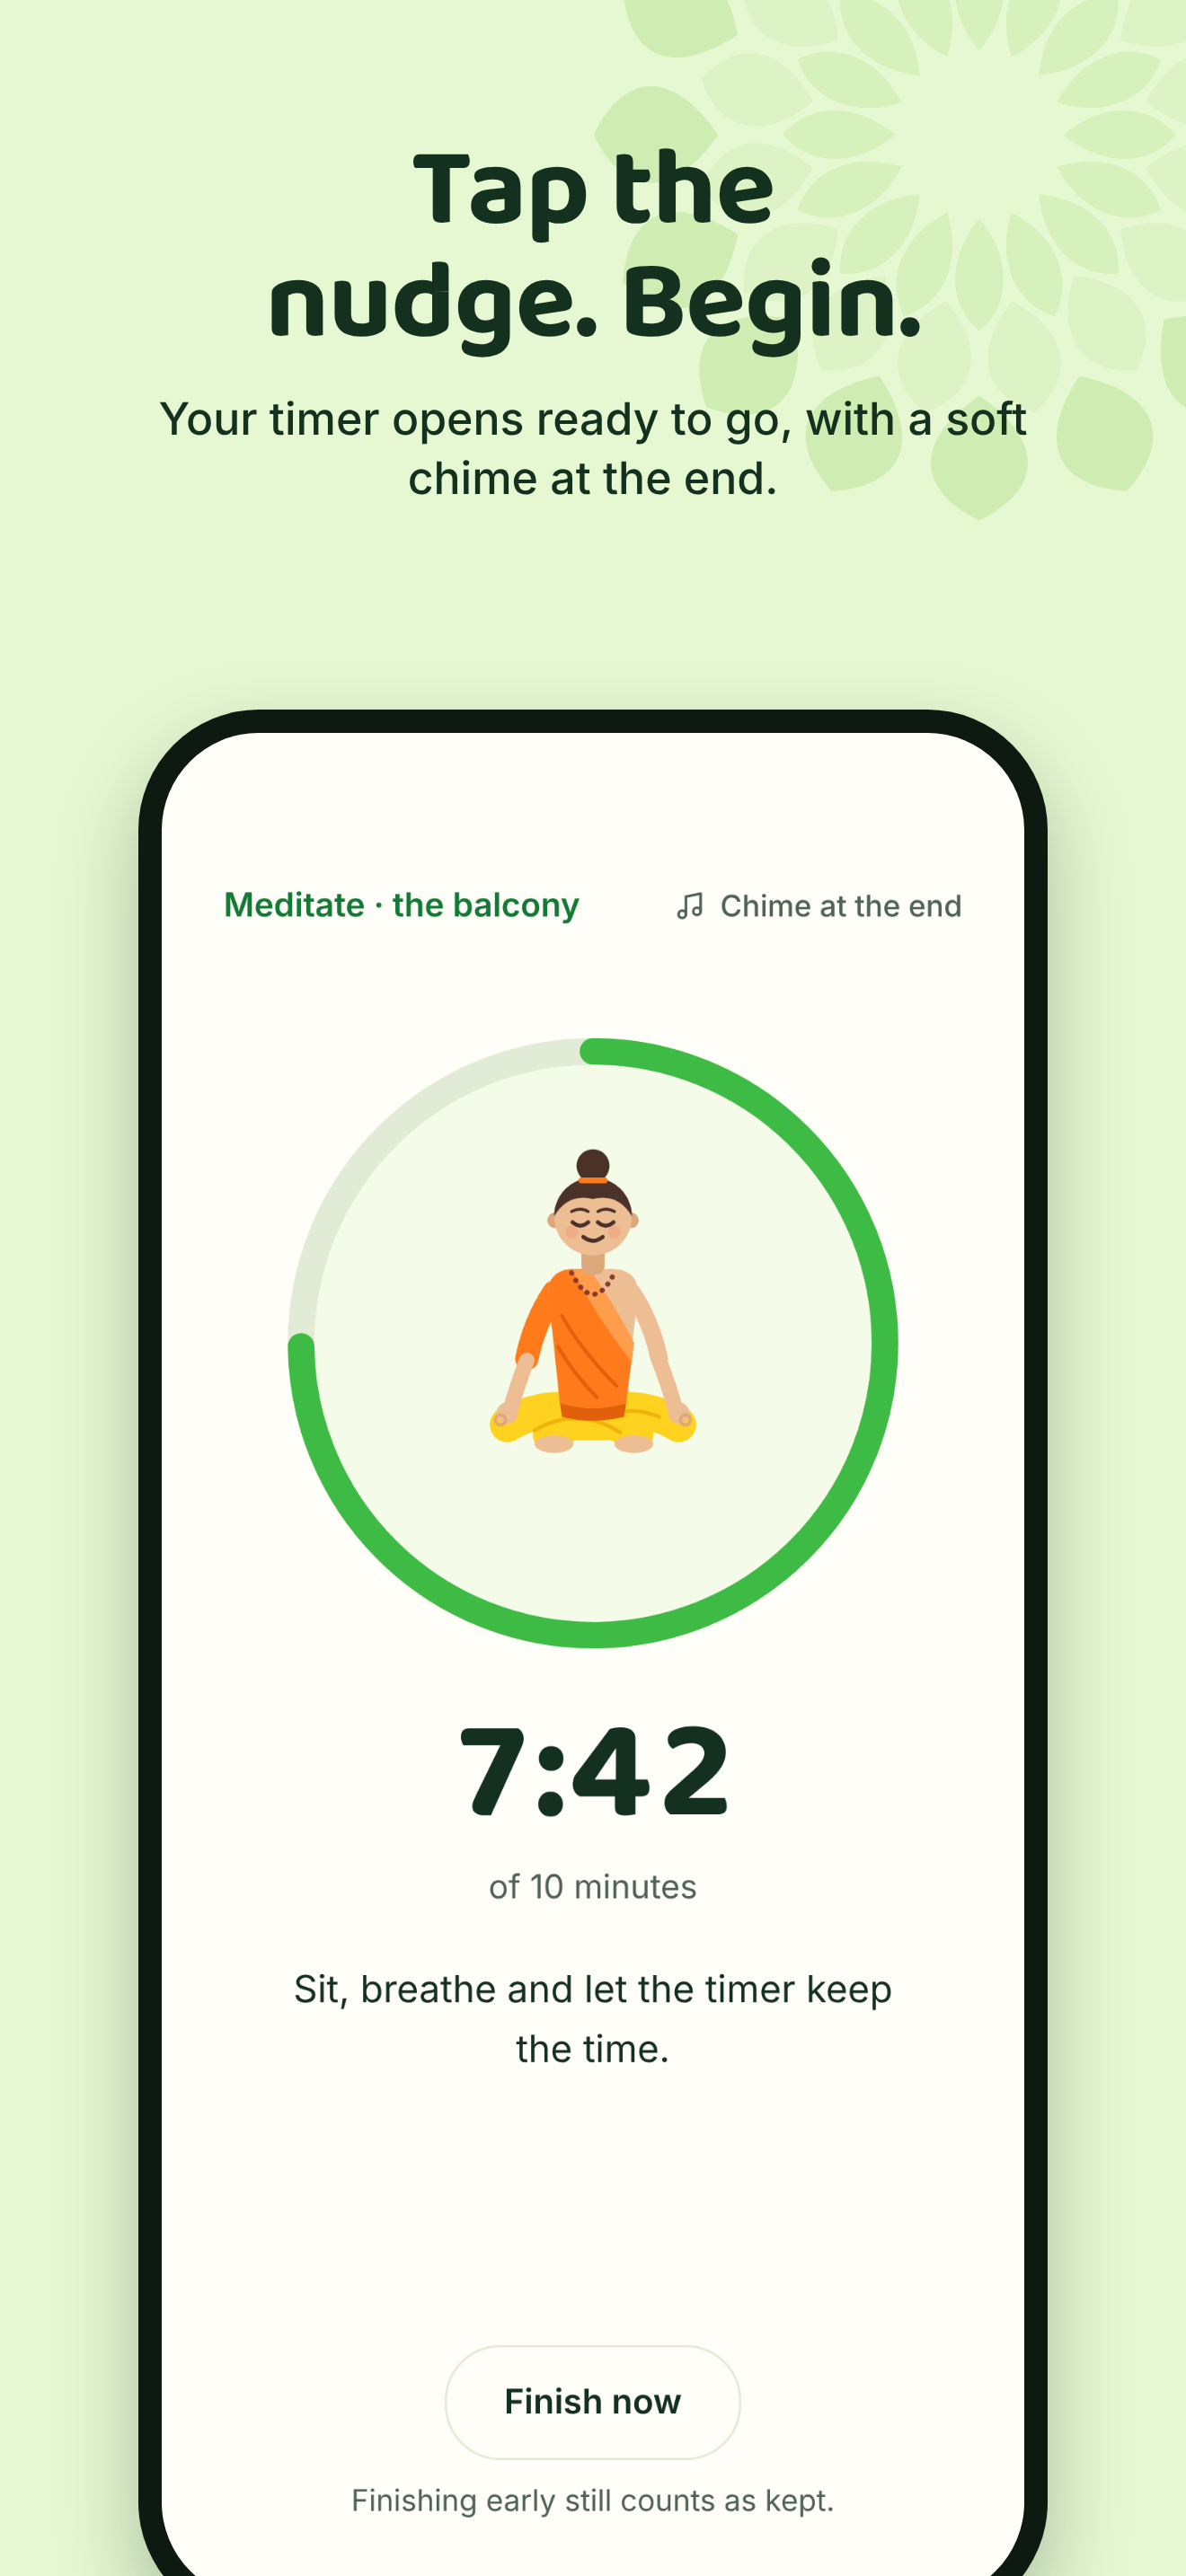 Tap the
nudge. Begin.
Your timer opens ready to go, with a soft
chime at the end.
Meditate · the balcony
Chime at the end
7:42
of 10 minutes
Sit, breathe and let the timer keep
the time.
Finish now
Finishing early still counts as kept.